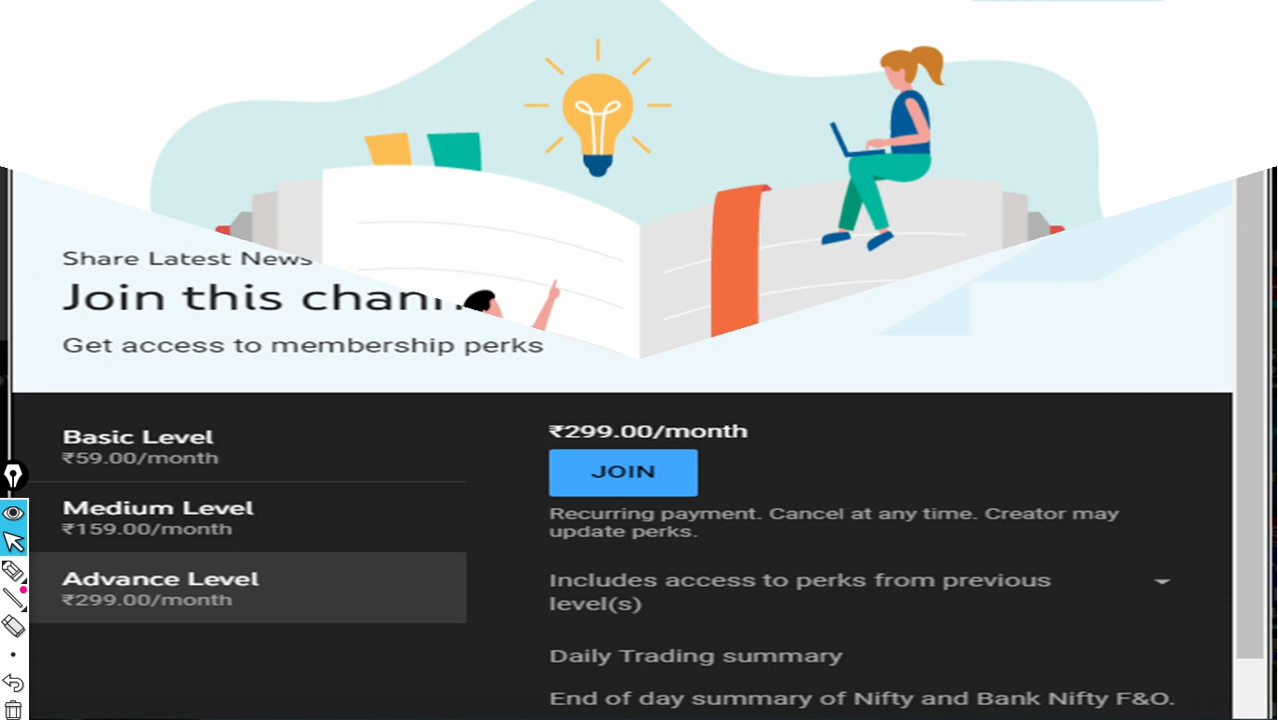 Share Latest News
Join this chann
Get access to membership perks
Basic Level
₹59.00/month
Medium Level
₹159.00/month
Advance Level
₹299.00/month
₹299.00/month
JOIN
Recurring payment. Cancel at any time. Creator may
update perks.
Includes access to perks from previous
level(s)
Daily Trading summary
End of day summary of Nifty and Bank Nifty F&O.